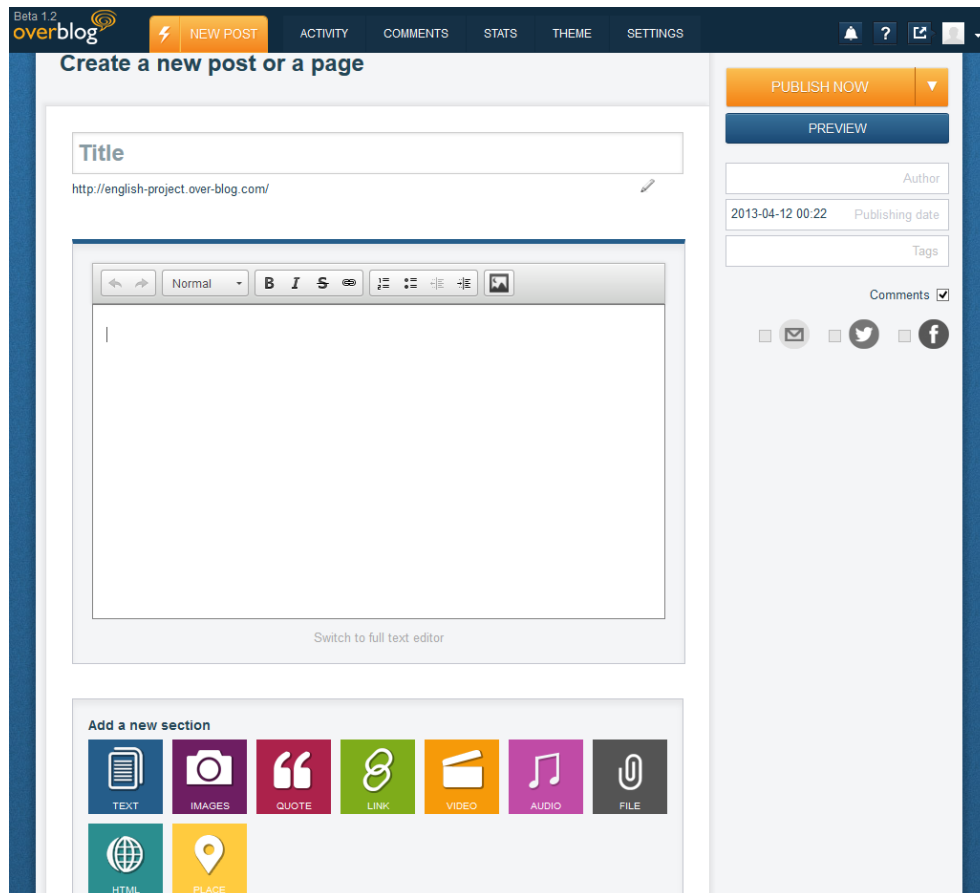 Beta 1.2
overblog
NEW POST ACTIVITY COMMENTS STATS THEME SETTINGS ?
Create a new post or a page
PUBLISH NOW
PREVIEW
Title
http://english-project.over-blog.com/
Author
2013-04-12 00:22 Publishing date
Tags
Comments
Normal B I S
Switch to full text editor
Add a new section
TEXT IMAGES QUOTE LINK VIDEO AUDIO FILE
HTML PLACE